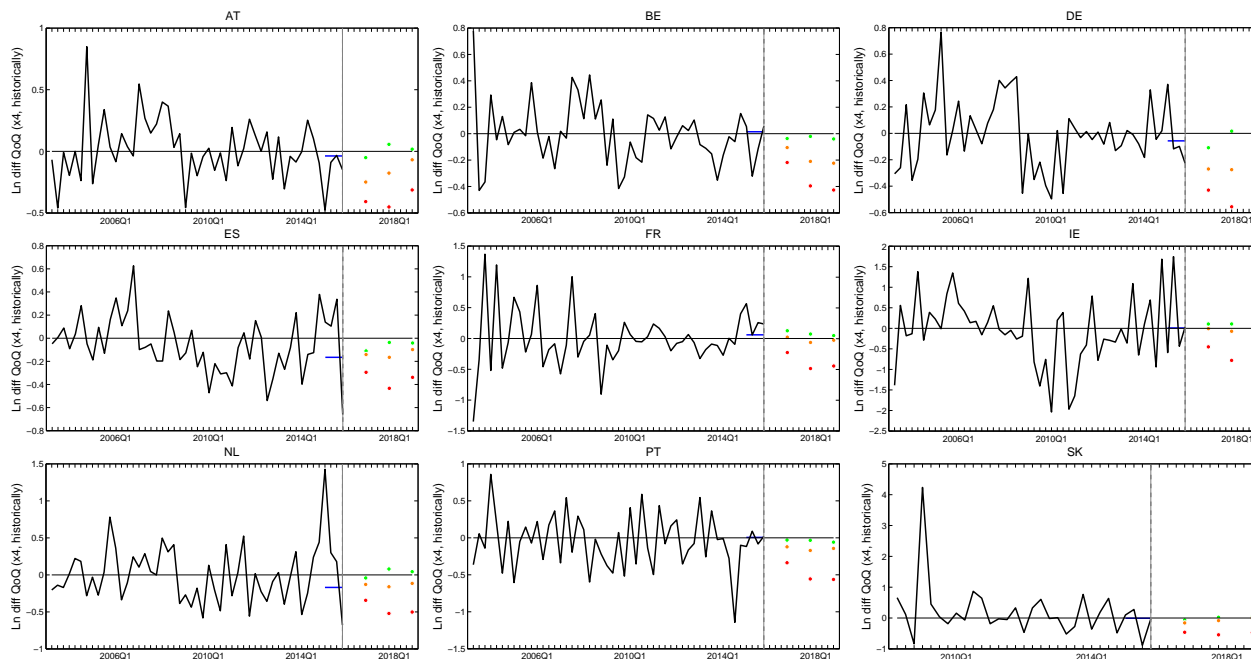 AT
Ln diff QoQ (x4, historically)
1
0.5
0
−0.5
2006Q1 2010Q1 2014Q1 2018Q1
BE
Ln diff QoQ (x4, historically)
0.8
0.6
0.4
0.2
0
−0.2
−0.4
−0.6
2006Q1 2010Q1 2014Q1 2018Q1
DE
Ln diff QoQ (x4, historically)
0.8
0.6
0.4
0.2
0
−0.2
−0.4
−0.6
2006Q1 2010Q1 2014Q1 2018Q1
ES
Ln diff QoQ (x4, historically)
0.8
0.6
0.4
0.2
0
−0.2
−0.4
−0.6
−0.8
2006Q1 2010Q1 2014Q1 2018Q1
FR
Ln diff QoQ (x4, historically)
1.5
1
0.5
0
−0.5
−1
−1.5
2006Q1 2010Q1 2014Q1 2018Q1
IE
Ln diff QoQ (x4, historically)
2
1.5
1
0.5
0
−0.5
−1
−1.5
−2
−2.5
2006Q1 2010Q1 2014Q1 2018Q1
NL
Ln diff QoQ (x4, historically)
1.5
1
0.5
0
−0.5
−1
2006Q1 2010Q1 2014Q1 2018Q1
PT
Ln diff QoQ (x4, historically)
1
0.5
0
−0.5
−1
−1.5
2006Q1 2010Q1 2014Q1 2018Q1
SK
Ln diff QoQ (x4, historically)
5
4
3
2
1
0
−1
2010Q1 2014Q1 2018Q1